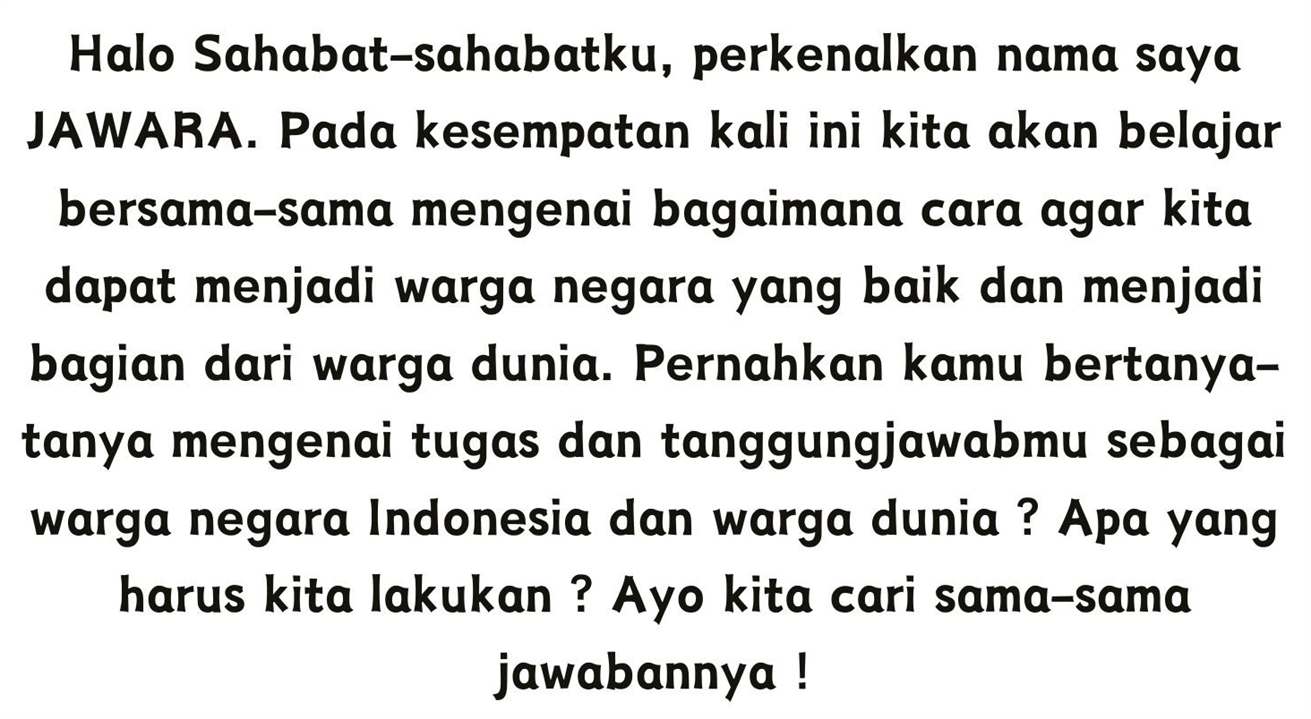 Halo Sahabat-sahabatku, perkenalkan nama saya
JAWARA. Pada kesempatan kali ini kita akan belajar
bersama-sama mengenai bagaimana cara agar kita
dapat menjadi warga negara yang baik dan menjadi
bagian dari warga dunia. Pernahkan kamu bertanya-
tanya mengenai tugas dan tanggungjawabmu sebagai
warga negara Indonesia dan warga dunia ? Apa yang
harus kita lakukan ? Ayo kita cari sama-sama
jawabannya !